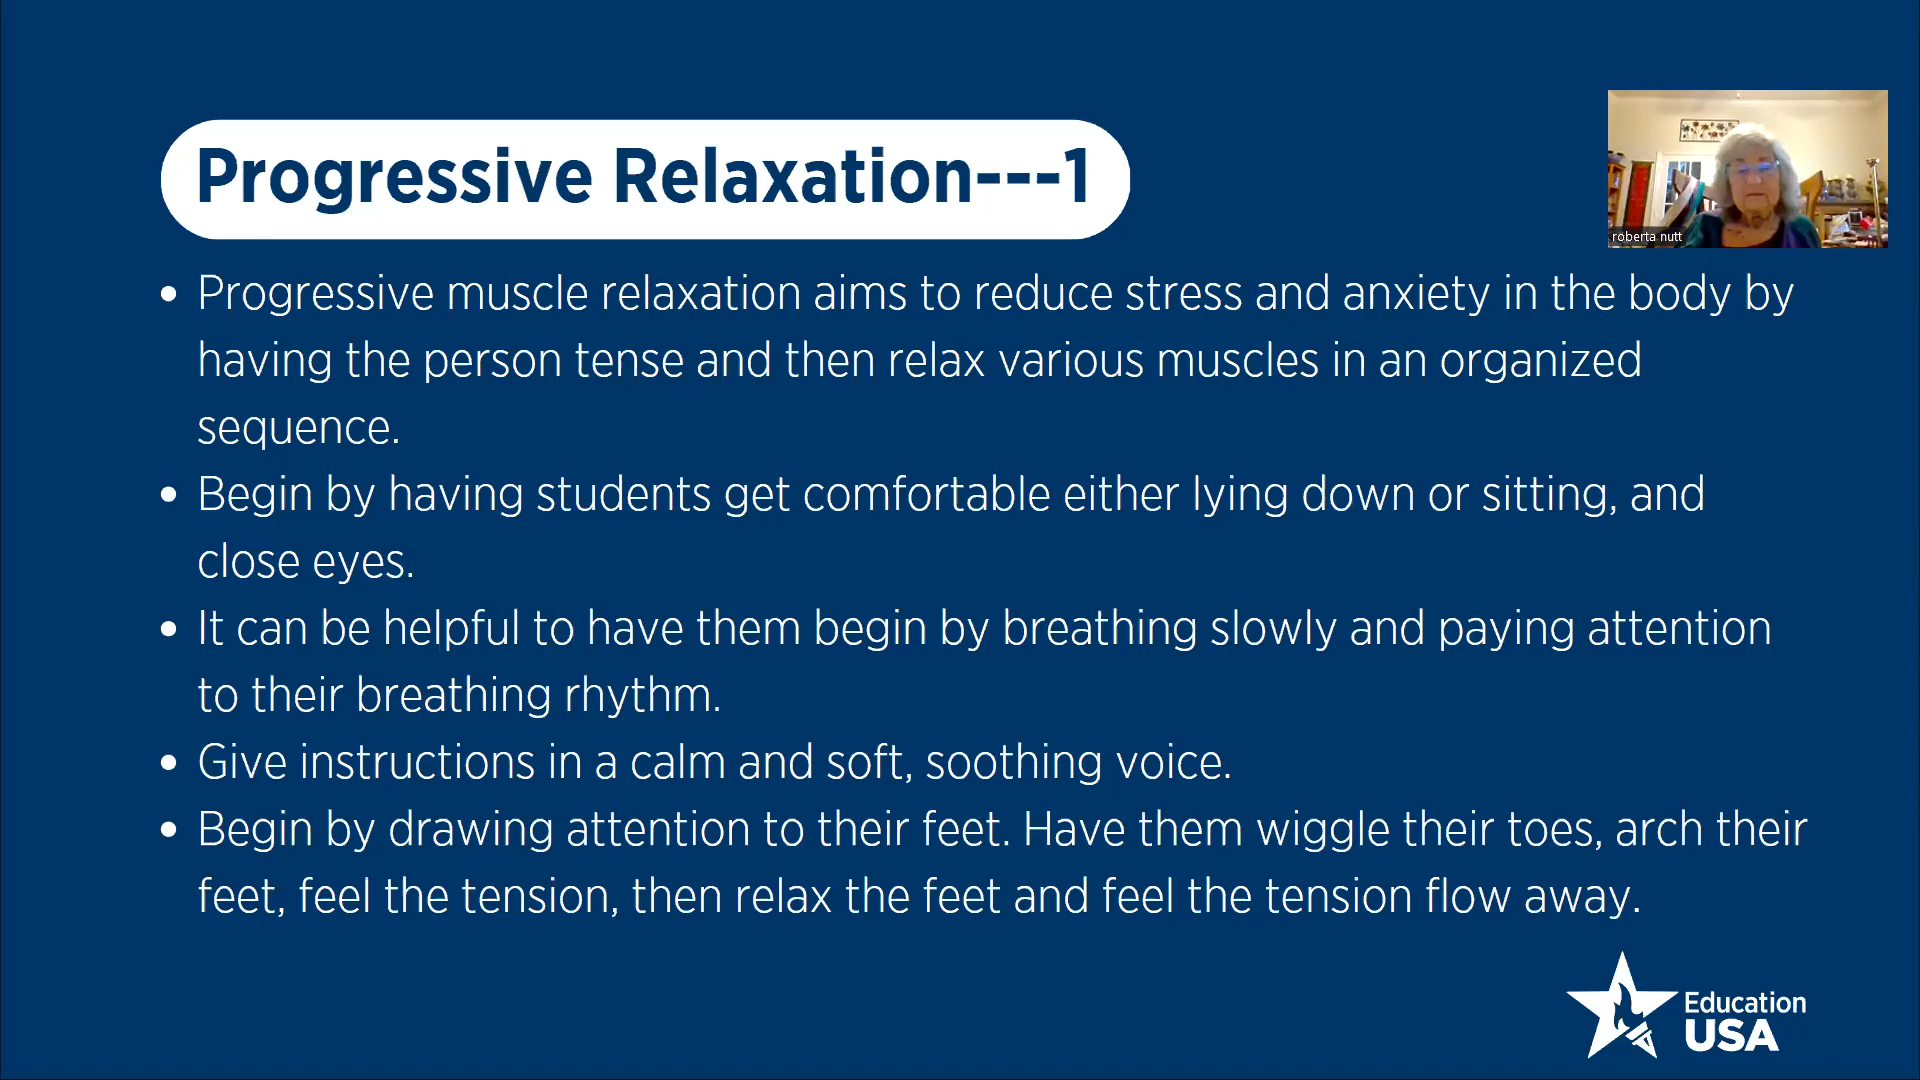 Progressive Relaxation---1
roberta nutt
• Progressive muscle relaxation aims to reduce stress and anxiety in the body by
having the person tense and then relax various muscles in an organized
sequence.
• Begin by having students get comfortable either lying down or sitting, and
close eyes.
• It can be helpful to have them begin by breathing slowly and paying attention
to their breathing rhythm.
• Give instructions in a calm and soft, soothing voice.
• Begin by drawing attention to their feet. Have them wiggle their toes, arch their
feet, feel the tension, then relax the feet and feel the tension flow away.
Education
USA